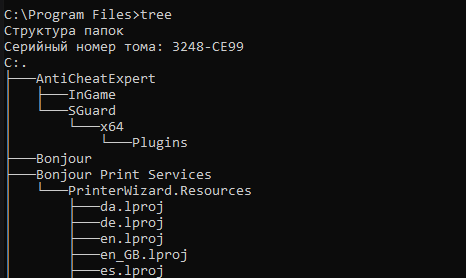 C:\Program Files>tree
Структура папок
Серийный номер тома: 3248-CE99
C:.
├───AntiCheatExpert
│   ├───InGame
│   └───SGuard
│       └───x64
│           └───Plugins
├───Bonjour
├───Bonjour Print Services
│   └───PrinterWizard.Resources
│       ├───da.lproj
│       ├───de.lproj
│       ├───en.lproj
│       ├───en_GB.lproj
│       ├───es.lproj